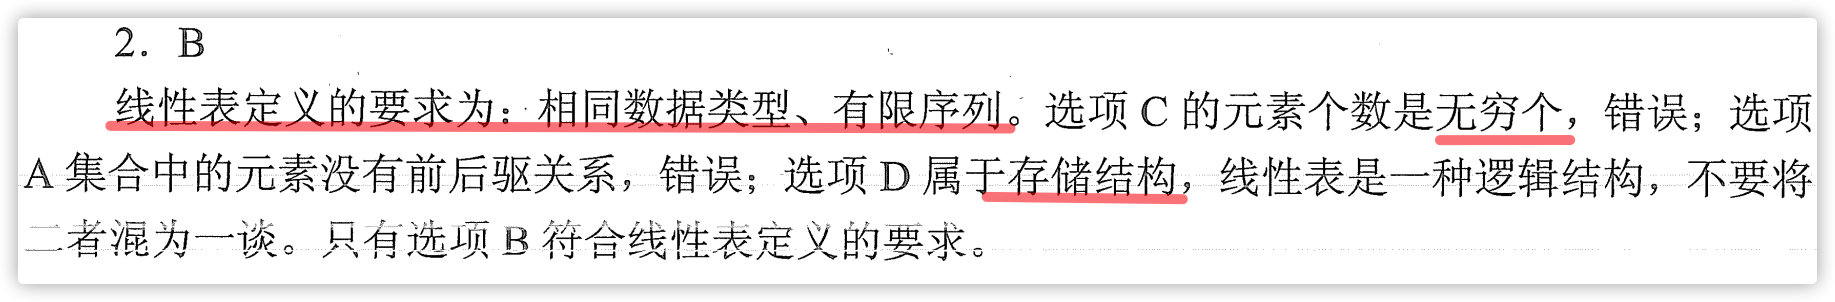 2. B
线性表定义的要求为：相同数据类型、有限序列。选项 C 的元素个数是无穷个，错误；选项
A 集合中的元素没有前后驱关系，错误；选项 D 属于存储结构，线性表是一种逻辑结构，不要将
二者混为一谈。只有选项 B 符合线性表定义的要求。